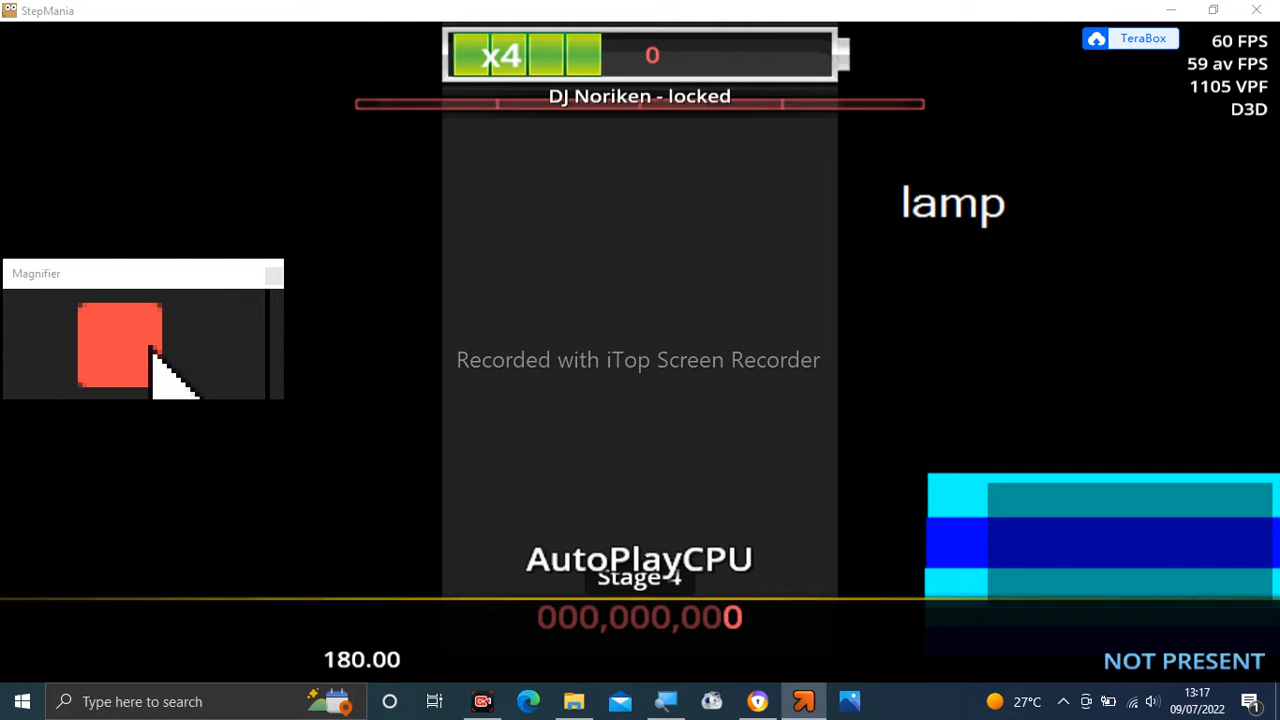 StepMania
x4
0
DJ Noriken - locked
TeraBox
60 FPS
59 av FPS
1105 VPF
D3D
lamp
Magnifier
Recorded with iTop Screen Recorder
AutoPlayCPU
Stage 4
000,000,000
180.00
NOT PRESENT
Type here to search
27°C
13:17
09/07/2022
1